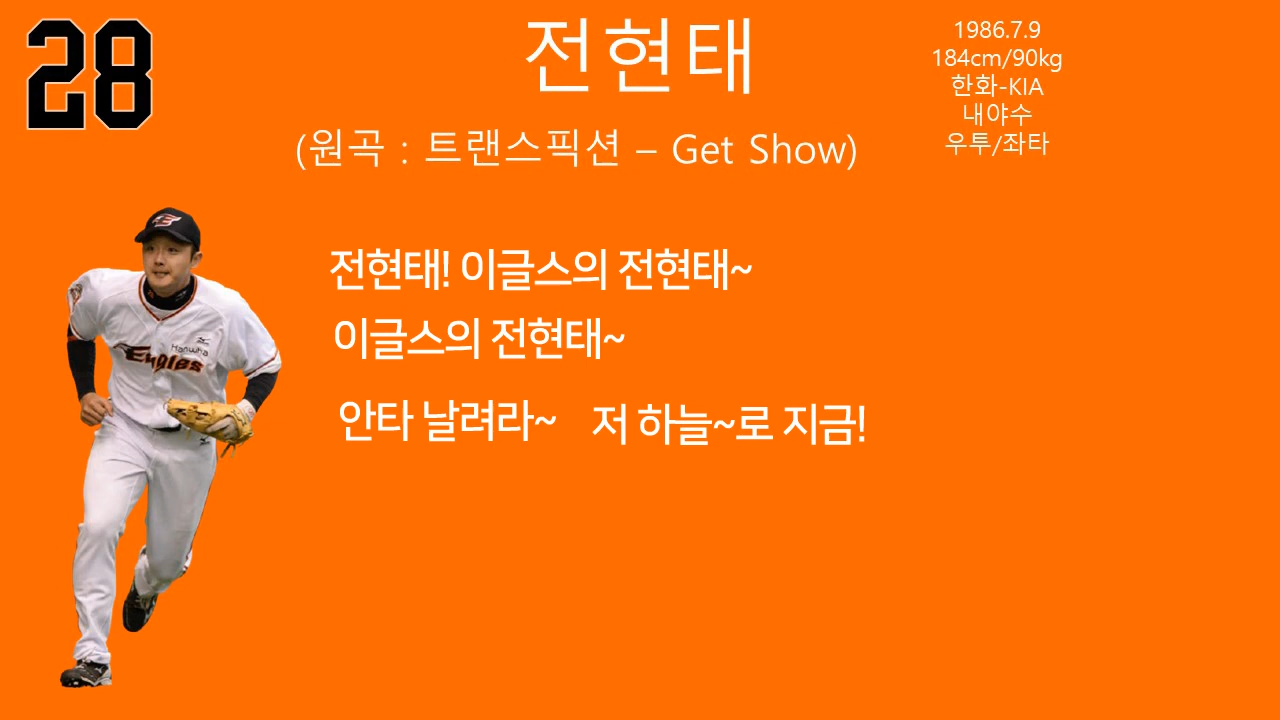 28
전현태
(원곡 : 트랜스픽션 – Get Show)
1986.7.9
184cm/90kg
한화-KIA
내야수
우투/좌타
전현태! 이글스의 전현태~
이글스의 전현태~
안타 날려라~ 저 하늘~로 지금!
Hanwha
Eagles